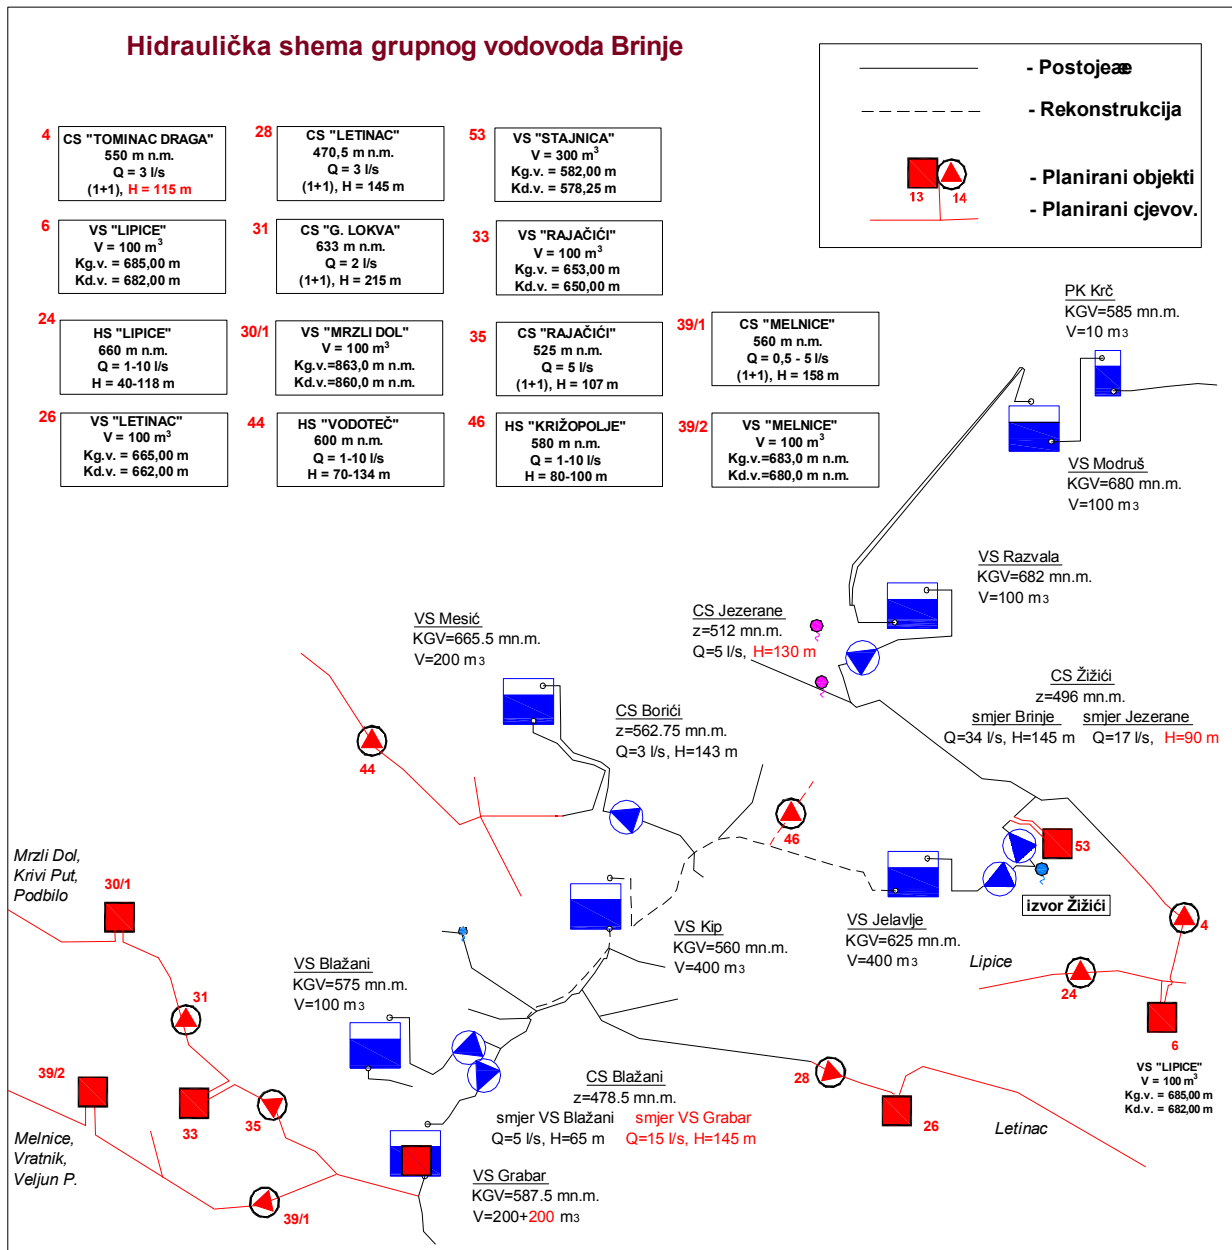 Hidraulička shema grupnog vodovoda Brinje
- Rekonstrukcija
13
14
- Planirani objekti
- Planirani cjevov.
4
CS "TOMINAC DRAGA"
550 m n.m.
Q = 3 l/s
(1+1), H = 115 m
28
CS "LETINAC"
470,5 m n.m.
Q = 3 l/s
(1+1), H = 145 m
53
VS "STAJNICA"
V = 300 m³
Kg.v. = 582,00 m
Kd.v. = 578,25 m
6
VS "LIPICE"
V = 100 m³
Kg.v. = 685,00 m
Kd.v. = 682,00 m
31
CS "G. LOKVA"
633 m n.m.
Q = 2 l/s
(1+1), H = 215 m
33
VS "RAJAČIĆI"
V = 100 m³
Kg.v. = 653,00 m
Kd.v. = 650,00 m
24
HS "LIPICE"
660 m n.m.
Q = 1-10 l/s
H = 40-118 m
30/1
VS "MRZLI DOL"
V = 100 m³
Kg.v.=863,0 m n.m.
Kd.v.=860,0 m n.m.
35
CS "RAJAČIĆI"
525 m n.m.
Q = 5 l/s
(1+1), H = 107 m
39/1
CS "MELNICE"
560 m n.m.
Q = 0,5 - 5 l/s
(1+1), H = 158 m
26
VS "LETINAC"
V = 100 m³
Kg.v. = 665,00 m
Kd.v. = 662,00 m
44
HS "VODOTEČ"
600 m n.m.
Q = 1-10 l/s
H = 70-134 m
46
HS "KRIŽOPOLJE"
580 m n.m.
Q = 1-10 l/s
H = 80-100 m
39/2
VS "MELNICE"
V = 100 m³
Kg.v.=683,0 m n.m.
Kd.v.=680,0 m n.m.
PK Krč
KGV=585 mn.m.
V=10 m3
VS Modruš
KGV=680 mn.m.
V=100 m3
VS Razvala
KGV=682 mn.m.
V=100 m3
CS Jezerane
z=512 mn.m.
Q=5 l/s, H=130 m
VS Mesić
KGV=665.5 mn.m.
V=200 m3
CS Borići
z=562.75 mn.m.
Q=3 l/s, H=143 m
CS Žižići
z=496 mn.m.
smjer Brinje smjer Jezerane
Q=34 l/s, H=145 m Q=17 l/s, H=90 m
44
46
53
izvor Žižići
4
Mrzli Dol,
Krivi Put,
Podbilo
30/1
VS Kip
KGV=560 mn.m.
V=400 m3
VS Jelavlje
KGV=625 mn.m.
V=400 m3
Lipice
24
6
VS "LIPICE"
V = 100 m³
Kg.v. = 685,00 m
Kd.v. = 682,00 m
VS Blažani
KGV=575 mn.m.
V=100 m3
31
39/2
33
35
Melnice,
Vratnik,
Veljun P.
39/1
CS Blažani
z=478.5 mn.m.
smjer VS Blažani smjer VS Grabar
Q=5 l/s, H=65 m Q=15 l/s, H=145 m
28
26
Letinac
VS Grabar
KGV=587.5 mn.m.
V=200+200 m3